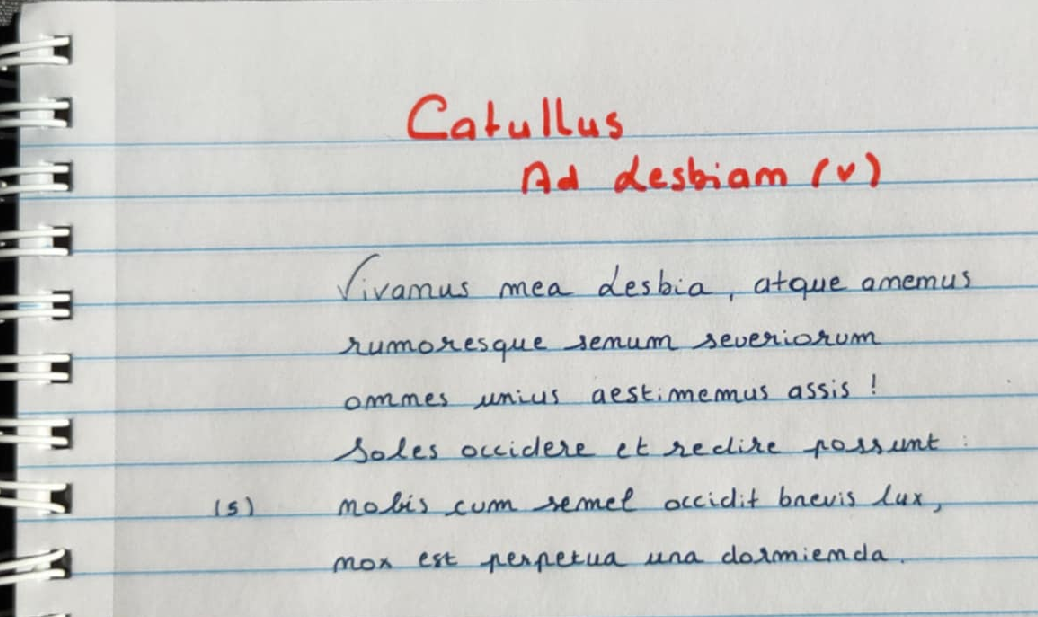 Catullus
Ad Lesbiam (v)
Vivamus mea Lesbia, atque amemus
rumoresque senum severiorum
omnes unius aestimemus assis !
Soles occidere et redire possunt :
(5) nobis cum semel occidit brevis lux,
nox est perpetua una dormienda.